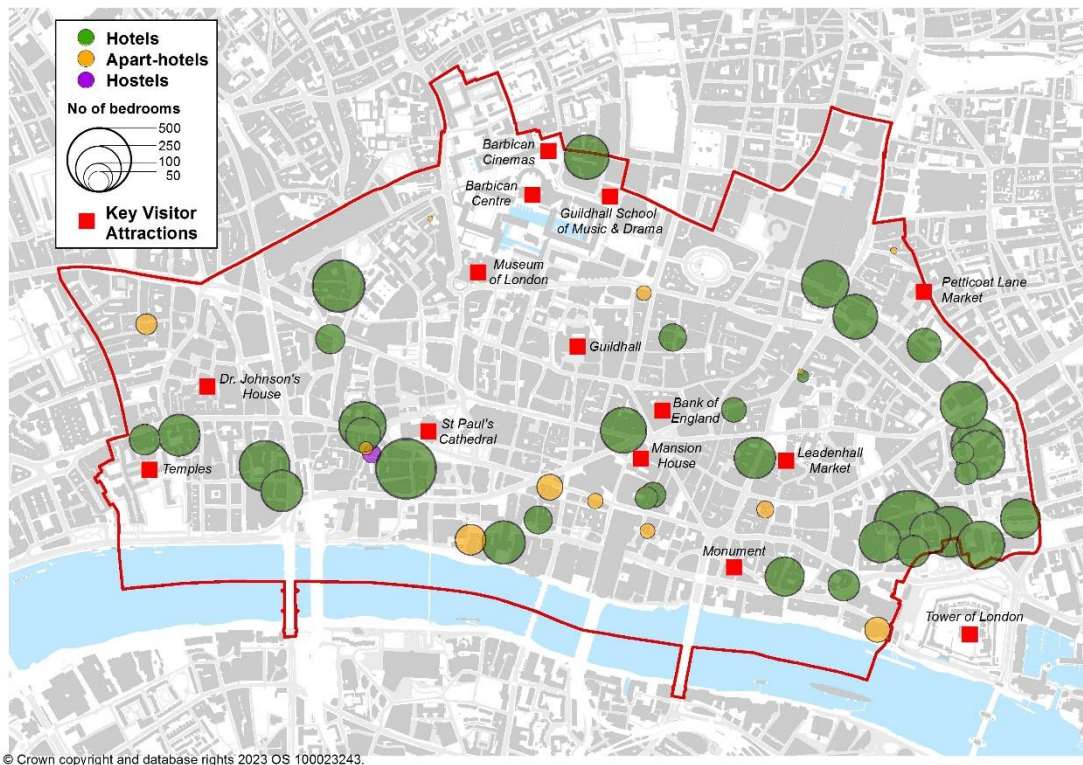 Hotels
Apart-hotels
Hostels
No of bedrooms
500
250
100
50
Key Visitor
Attractions
Barbican
Cinemas
Barbican
Centre
Guildhall School
of Music & Drama
Museum
of London
Petticoat Lane
Market
Guildhall
Dr. Johnson's
House
Bank of
England
St Paul's
Cathedral
Mansion
House
Leadenhall
Market
Temples
Monument
Tower of London
© Crown copyright and database rights 2023 OS 100023243.